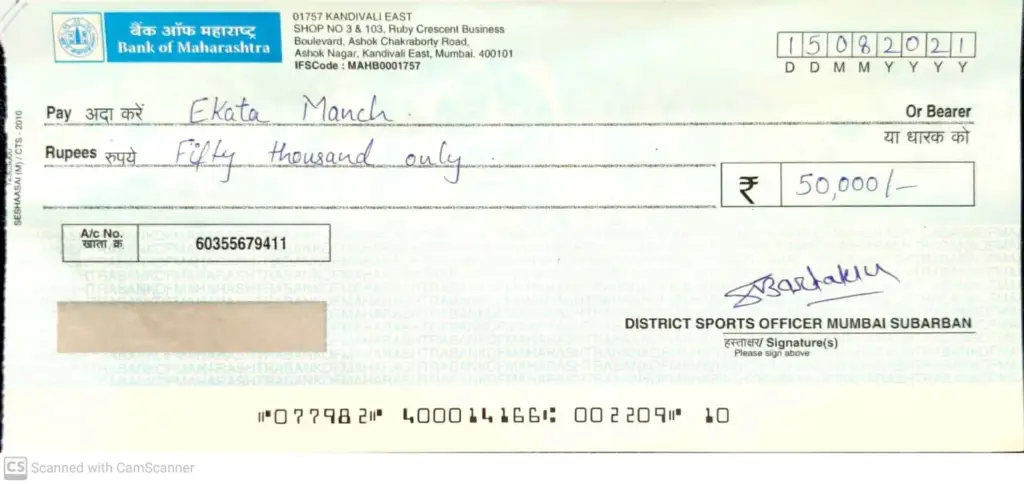 बैंक ऑफ महाराष्ट्र
Bank of Maharashtra
01757 KANDIVALI EAST
SHOP NO 3 & 103, Ruby Crescent Business
Boulevard, Ashok Chakraborty Road,
Ashok Nagar, Kandivali East, Mumbai. 400101
IFSCode : MAHB0001757
15082021
D D M M Y Y Y Y
Pay अदा करें Ekata Manch.
Or Bearer
या धारक को
Rupees रुपये Fifty thousand only.
₹ 50,000/-
A/c No.
खाता क्र.
60355679411
DISTRICT SPORTS OFFICER MUMBAI SUBARBAN
हस्ताक्षर/ Signature(s)
Please sign above
SESHAASAI (M) / CTS - 2010
⑈077982⑈ 400014166⑆ 002209⑈ 10
CS Scanned with CamScanner